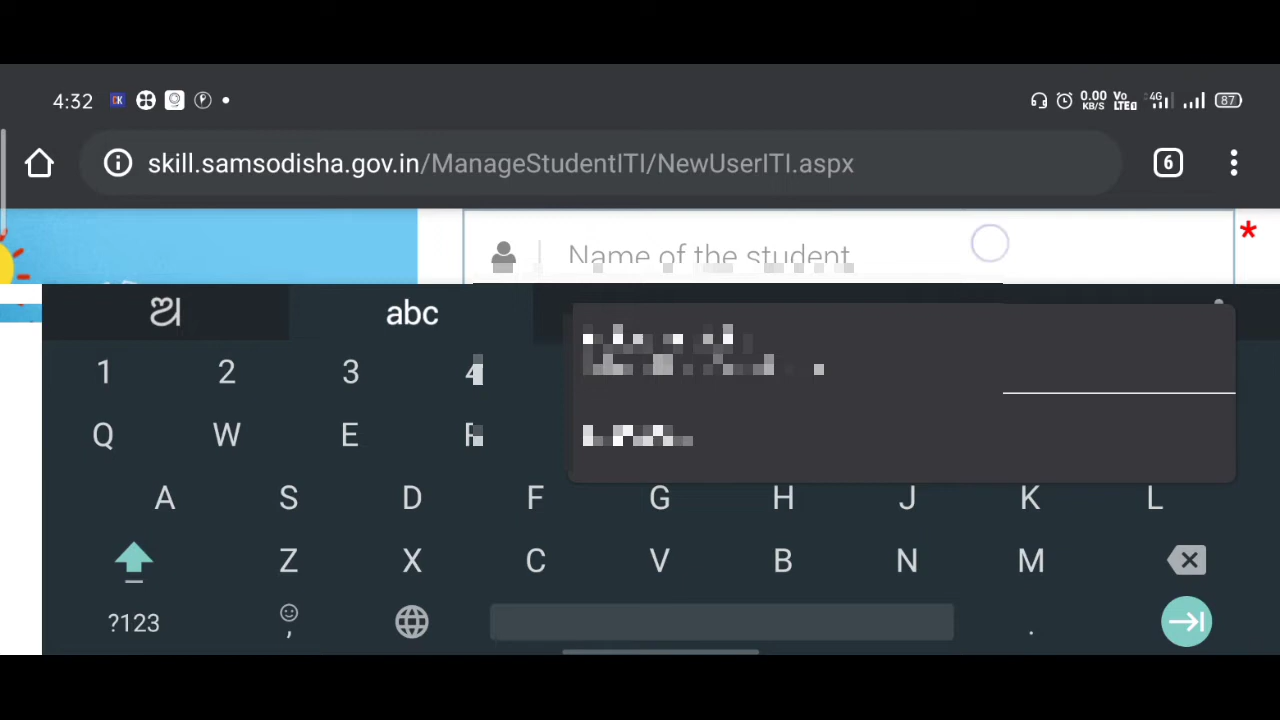 4:32 CK 0.00 KB/S Vo LTE 4G 87
skill.samsodisha.gov.in/ManageStudentITI/NewUserITI.aspx 6
Name of the student *
ଅ abc
1 2 3 4
Q W E R
A S D F G H J K L
Z X C V B N M
?123 , .